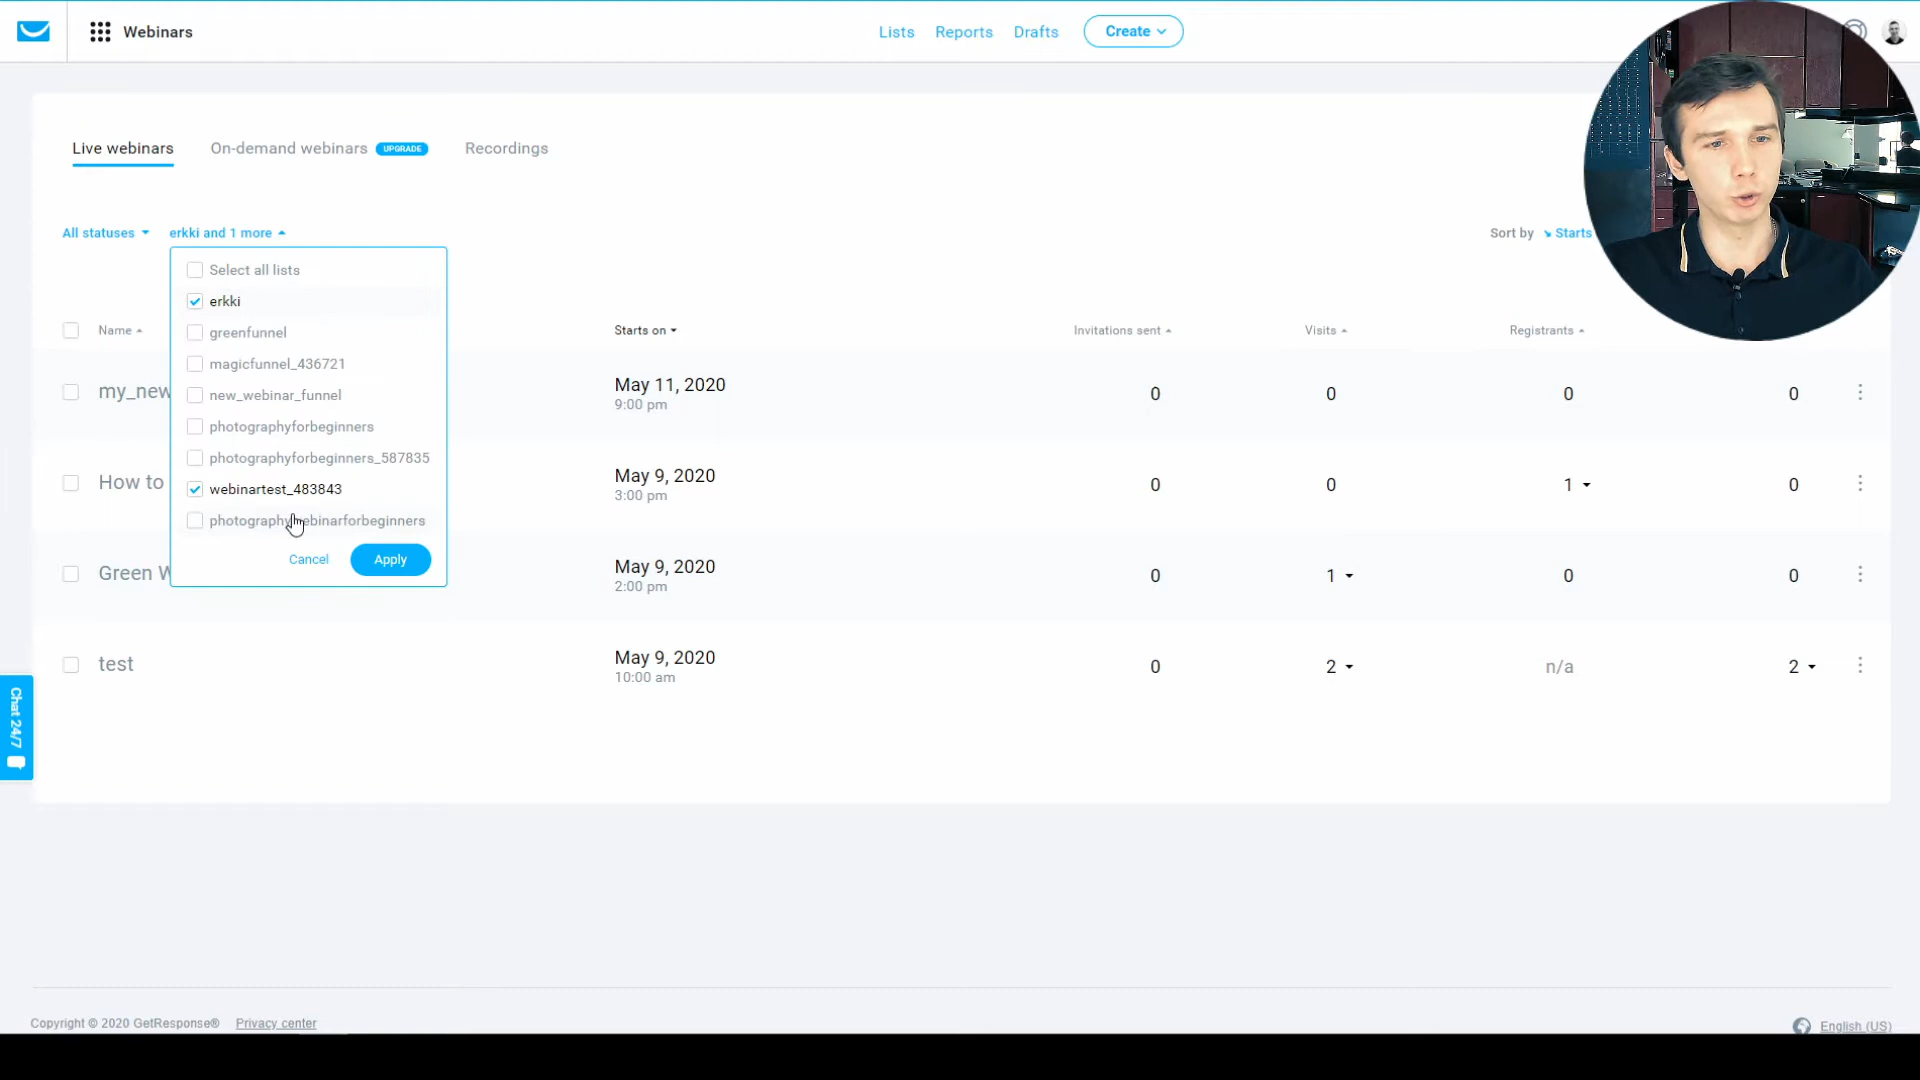 Webinars
Lists Reports Drafts Create
Live webinars On-demand webinars UPGRADE Recordings
All statuses erkki and 1 more Sort by Starts
Select all lists
erkki
greenfunnel
magicfunnel_436721
new_webinar_funnel
photographyforbeginners
photographyforbeginners_587835
webinartest_483843
photographywebinarforbeginners
Cancel Apply
Name Starts on Invitations sent Visits Registrants
my_new May 11, 2020 0 0 0 0
9:00 pm
How to May 9, 2020 0 0 1 0
3:00 pm
Green W May 9, 2020 0 1 0 0
2:00 pm
test May 9, 2020 0 2 n/a 2
10:00 am
Chat 24/7
Copyright © 2020 GetResponse® Privacy center English (US)